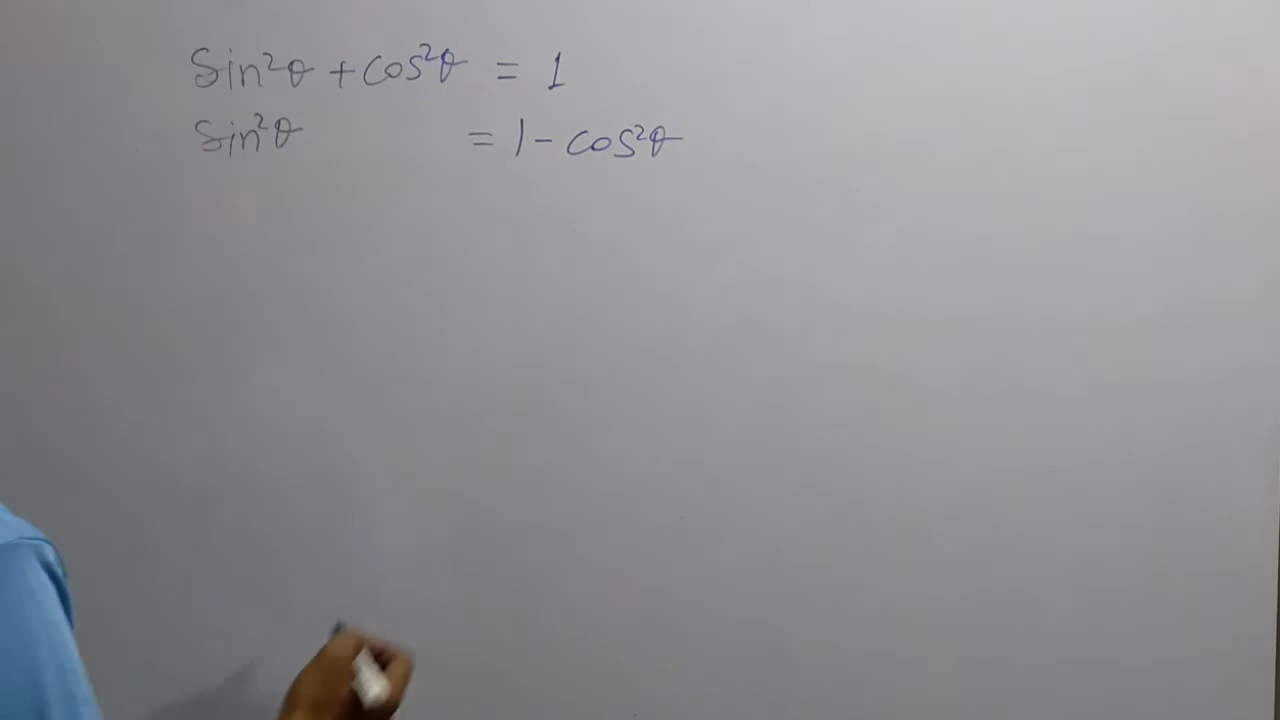 Sin²θ + cos²θ = 1
Sin²θ = 1 - cos²θ